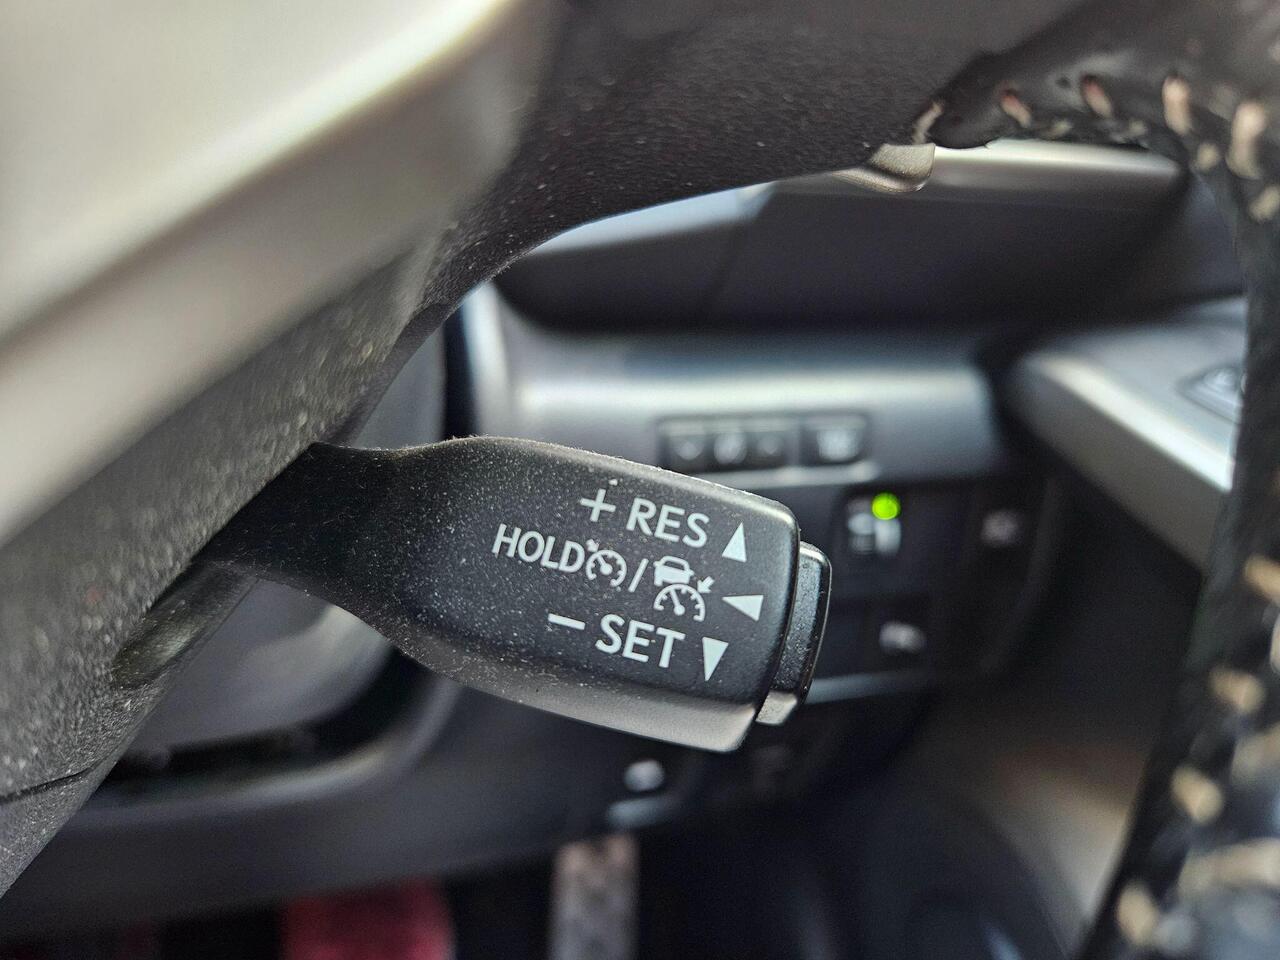 + RES ▲
HOLD / ◀
− SET ▼